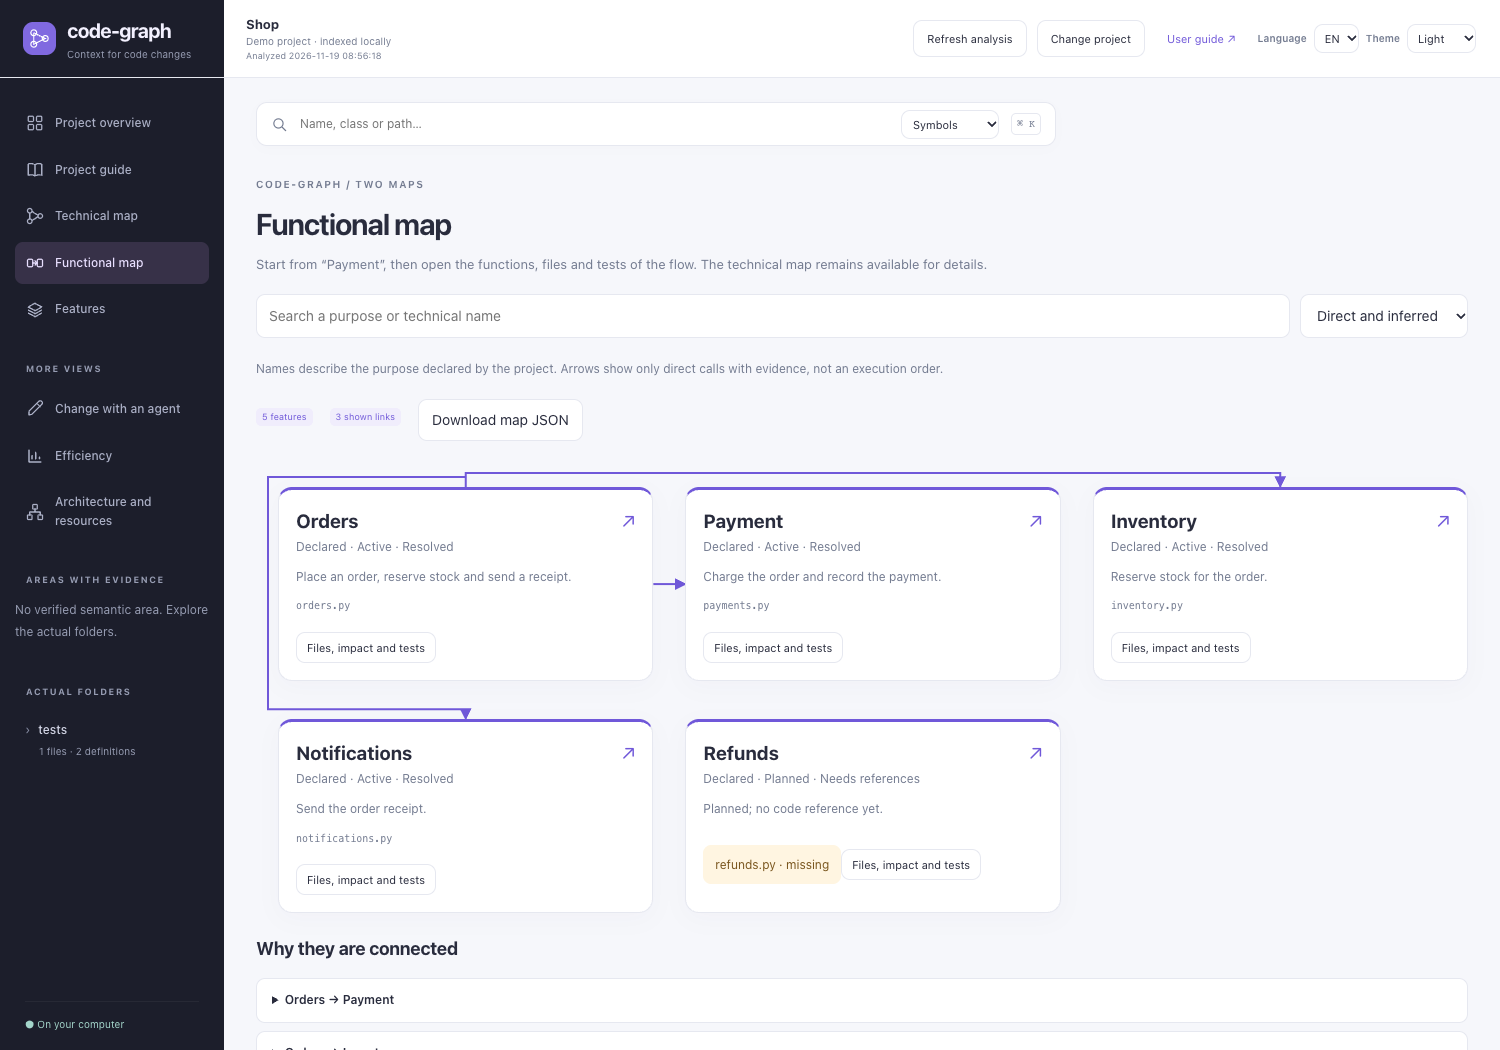 code-graph
Context for code changes
Shop
Demo project · indexed locally
Analyzed 2026-11-19 08:56:18
Refresh analysis
Change project
User guide ↗
Language
EN
Theme
Light
Project overview
Project guide
Technical map
Functional map
Features
MORE VIEWS
Change with an agent
Efficiency
Architecture and
resources
AREAS WITH EVIDENCE
No verified semantic area. Explore
the actual folders.
ACTUAL FOLDERS
› tests
1 files · 2 definitions
On your computer
Name, class or path...
Symbols
⌘ K
CODE-GRAPH / TWO MAPS
Functional map
Start from “Payment”, then open the functions, files and tests of the flow. The technical map remains available for details.
Search a purpose or technical name
Direct and inferred
Names describe the purpose declared by the project. Arrows show only direct calls with evidence, not an execution order.
5 features
3 shown links
Download map JSON
Orders
Declared · Active · Resolved
Place an order, reserve stock and send a receipt.
orders.py
Files, impact and tests
Payment
Declared · Active · Resolved
Charge the order and record the payment.
payments.py
Files, impact and tests
Inventory
Declared · Active · Resolved
Reserve stock for the order.
inventory.py
Files, impact and tests
Notifications
Declared · Active · Resolved
Send the order receipt.
notifications.py
Files, impact and tests
Refunds
Declared · Planned · Needs references
Planned; no code reference yet.
refunds.py · missing
Files, impact and tests
Why they are connected
Orders → Payment